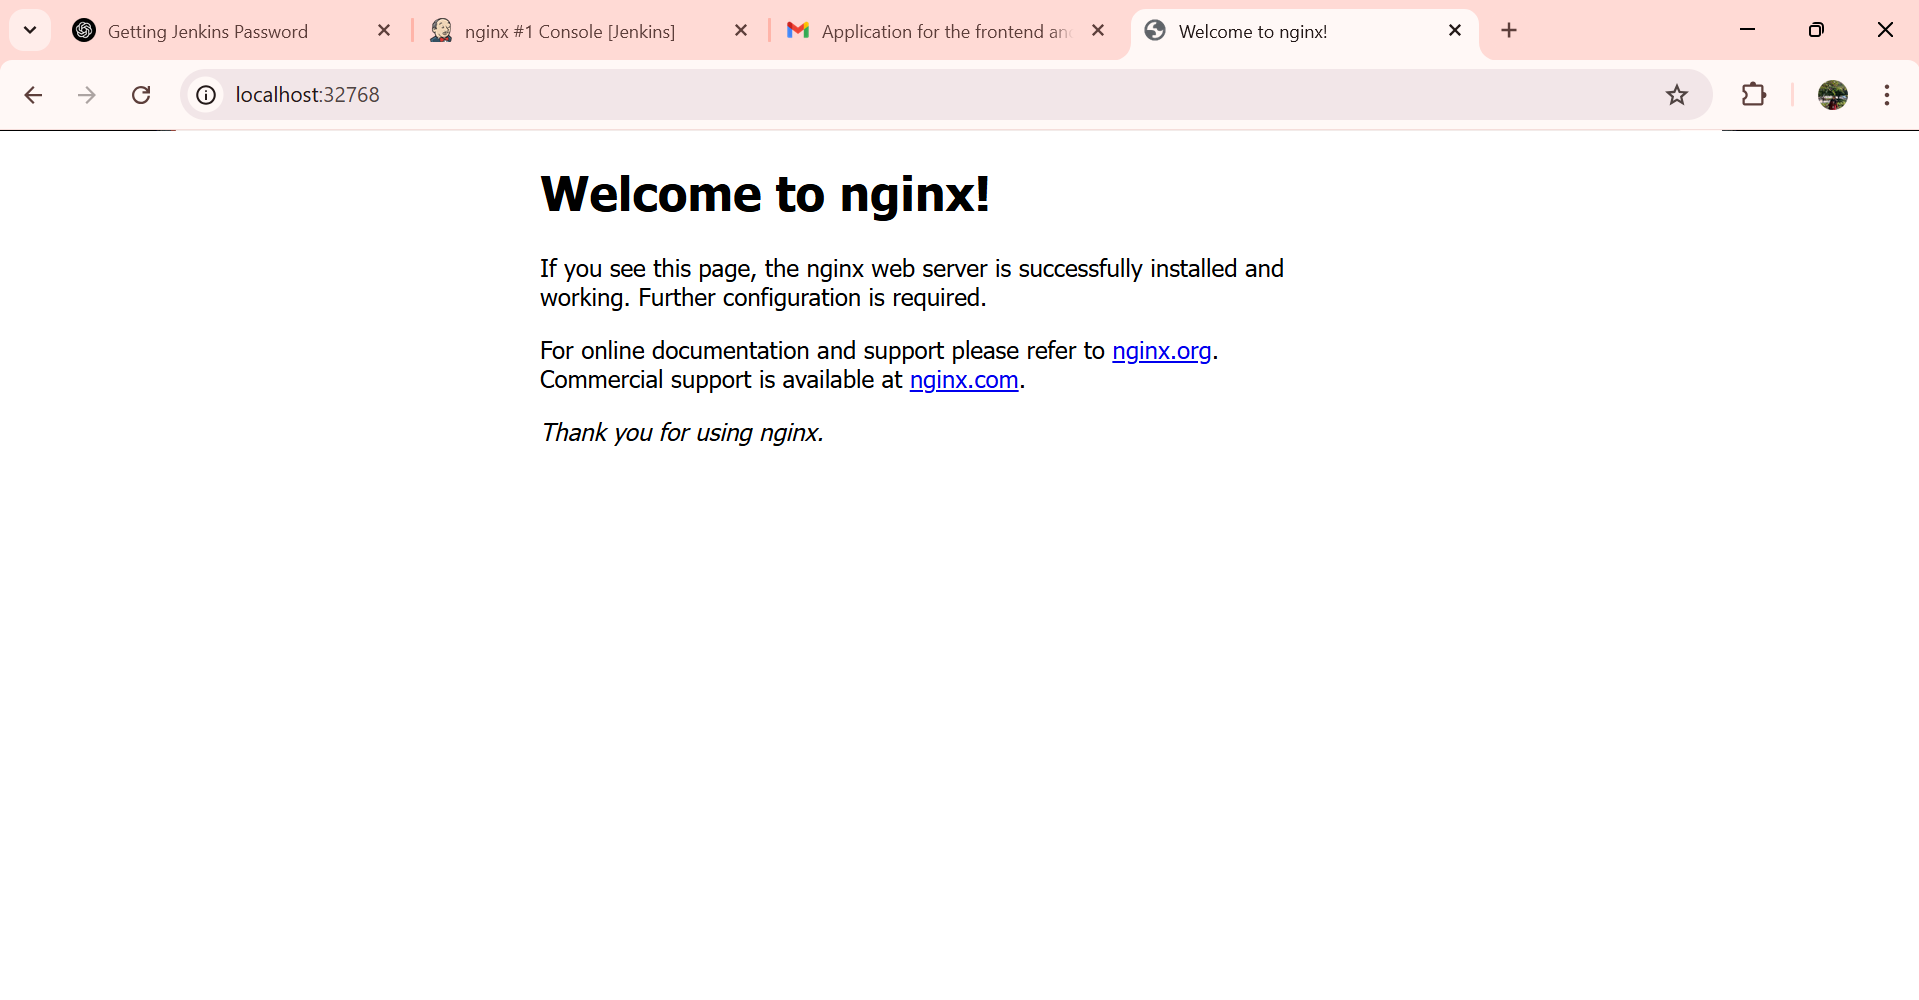 Getting Jenkins Password
nginx #1 Console [Jenkins]
Application for the frontend an
Welcome to nginx!
localhost:32768
Welcome to nginx!
If you see this page, the nginx web server is successfully installed and
working. Further configuration is required.
For online documentation and support please refer to nginx.org.
Commercial support is available at nginx.com.
Thank you for using nginx.